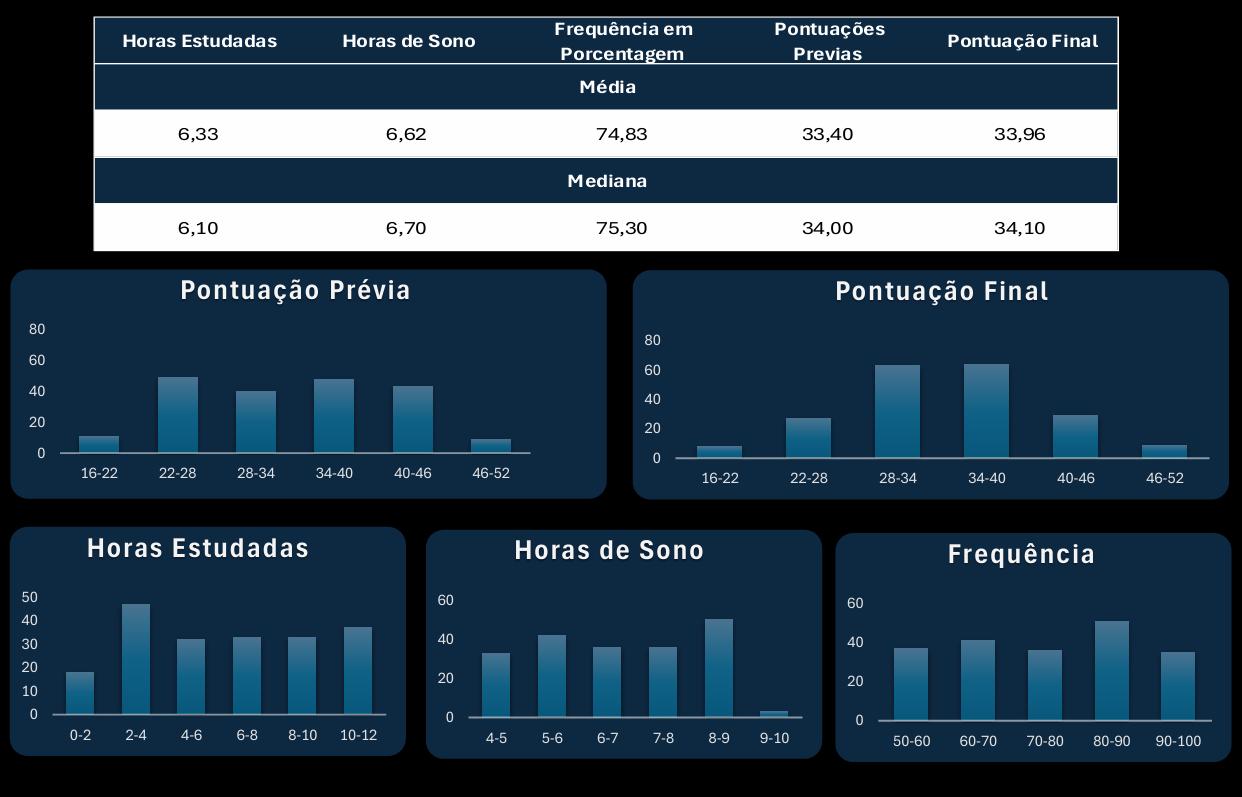 Horas Estudadas Horas de Sono Frequência em Porcentagem Pontuações Previas Pontuação Final
Média
6,33 6,62 74,83 33,40 33,96
Mediana
6,10 6,70 75,30 34,00 34,10
Pontuação Prévia
80
60
40
20
0
16-22 22-28 28-34 34-40 40-46 46-52
Pontuação Final
80
60
40
20
0
16-22 22-28 28-34 34-40 40-46 46-52
Horas Estudadas
50
40
30
20
10
0
0-2 2-4 4-6 6-8 8-10 10-12
Horas de Sono
60
40
20
0
4-5 5-6 6-7 7-8 8-9 9-10
Frequência
60
40
20
0
50-60 60-70 70-80 80-90 90-100